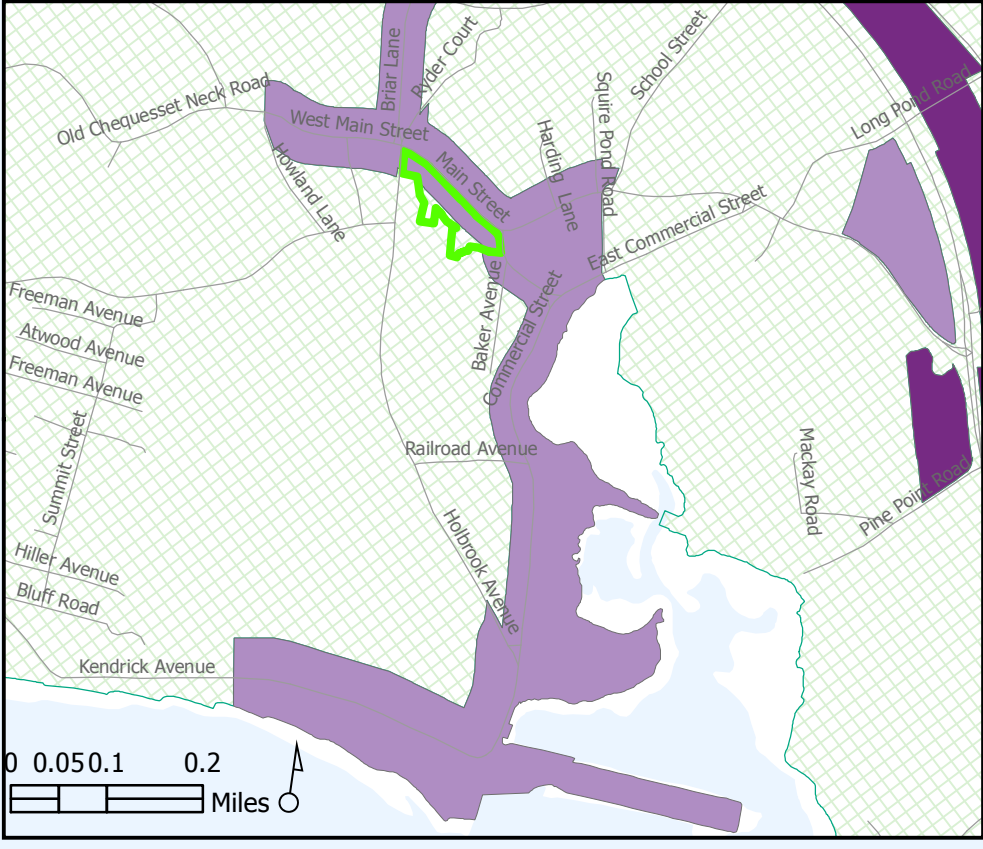 Briar Lane
Ryder Court
School Street
Old Chequesset Neck Road
Squire Pond Road
Long Pond Road
West Main Street
Harding Lane
Main Street
Howland Lane
East Commercial Street
Freeman Avenue
Baker Avenue
Commercial Street
Atwood Avenue
Freeman Avenue
Summit Street
Railroad Avenue
Mackay Road
Pine Point Road
Holbrook Avenue
Hiller Avenue
Bluff Road
Kendrick Avenue
0 0.05 0.1 0.2
Miles